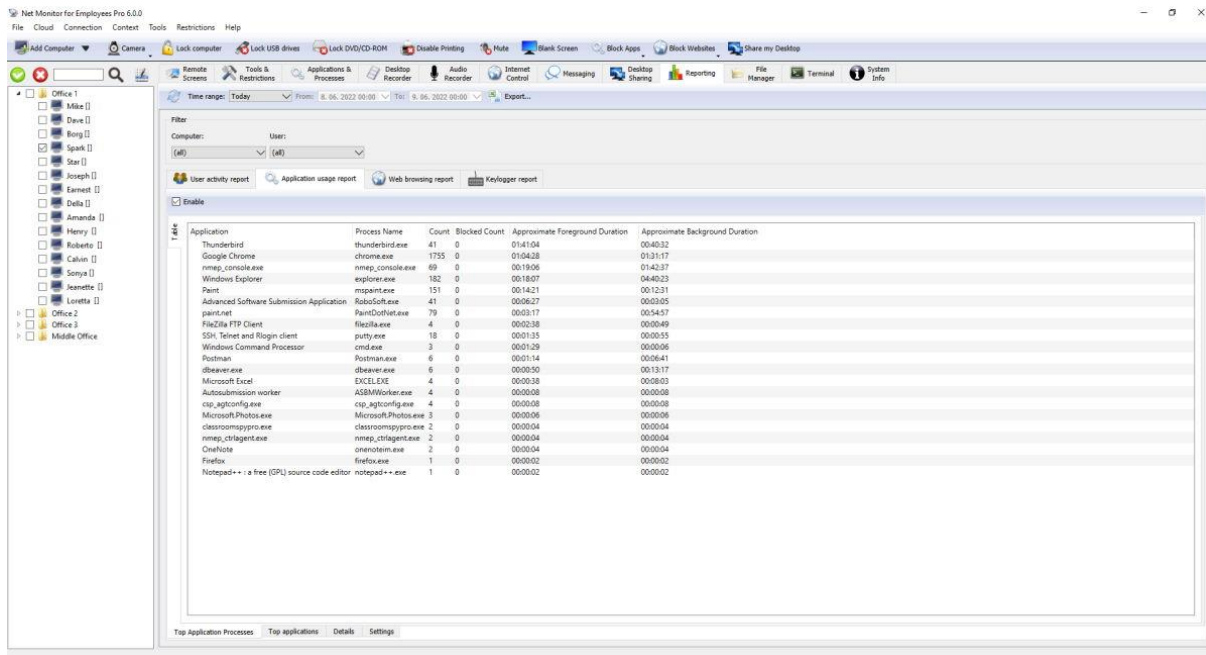 Net Monitor for Employees Pro 6.0.0
File Cloud Connection Context Tools Restrictions Help
Add Computer Camera Lock computer Lock USB drives Lock DVD/CD-ROM Disable Printing Mute Blank Screen Block Apps Block Websites Share my Desktop
Remote Screens Tools & Restrictions Applications & Processes Desktop Recorder Audio Recorder Internet Control Messaging Desktop Sharing Reporting File Manager Terminal System Info
Office 1
Mike []
Dave []
Borg []
Spark []
Star []
Joseph []
Earnest []
Della []
Amanda []
Henry []
Roberto []
Calvin []
Sonya []
Jeanette []
Loretta []
Office 2
Office 3
Middle Office
Time range: Today From: 8. 06. 2022 00:00 To: 9. 06. 2022 00:00 Export...
Filter
Computer: User:
(all) (all)
User activity report Application usage report Web browsing report Keylogger report
Enable
Table
Application Process Name Count Blocked Count Approximate Foreground Duration Approximate Background Duration
Thunderbird thunderbird.exe 41 0 01:41:04 00:40:32
Google Chrome chrome.exe 1755 0 01:04:28 01:31:17
nmep_console.exe nmep_console.exe 69 0 00:19:06 01:42:37
Windows Explorer explorer.exe 182 0 00:18:07 04:40:23
Paint mspaint.exe 151 0 00:14:21 00:12:31
Advanced Software Submission Application RoboSoft.exe 41 0 00:06:27 00:03:05
paint.net PaintDotNet.exe 79 0 00:03:17 00:54:57
FileZilla FTP Client filezilla.exe 4 0 00:02:38 00:00:49
SSH, Telnet and Rlogin client putty.exe 18 0 00:01:35 00:00:55
Windows Command Processor cmd.exe 3 0 00:01:29 00:00:06
Postman Postman.exe 6 0 00:01:14 00:06:41
dbeaver.exe dbeaver.exe 6 0 00:00:50 00:13:17
Microsoft Excel EXCEL.EXE 4 0 00:00:38 00:08:03
Autosubmission worker ASBMWorker.exe 4 0 00:00:08 00:00:08
csp_agtconfig.exe csp_agtconfig.exe 4 0 00:00:08 00:00:08
Microsoft.Photos.exe Microsoft.Photos.exe 3 0 00:00:06 00:00:06
classroomspypro.exe classroomspypro.exe 2 0 00:00:04 00:00:04
nmep_ctrlagent.exe nmep_ctrlagent.exe 2 0 00:00:04 00:00:04
OneNote onenoteim.exe 2 0 00:00:04 00:00:04
Firefox firefox.exe 1 0 00:00:02 00:00:02
Notepad++ : a free (GPL) source code editor notepad++.exe 1 0 00:00:02 00:00:02
Top Application Processes Top applications Details Settings